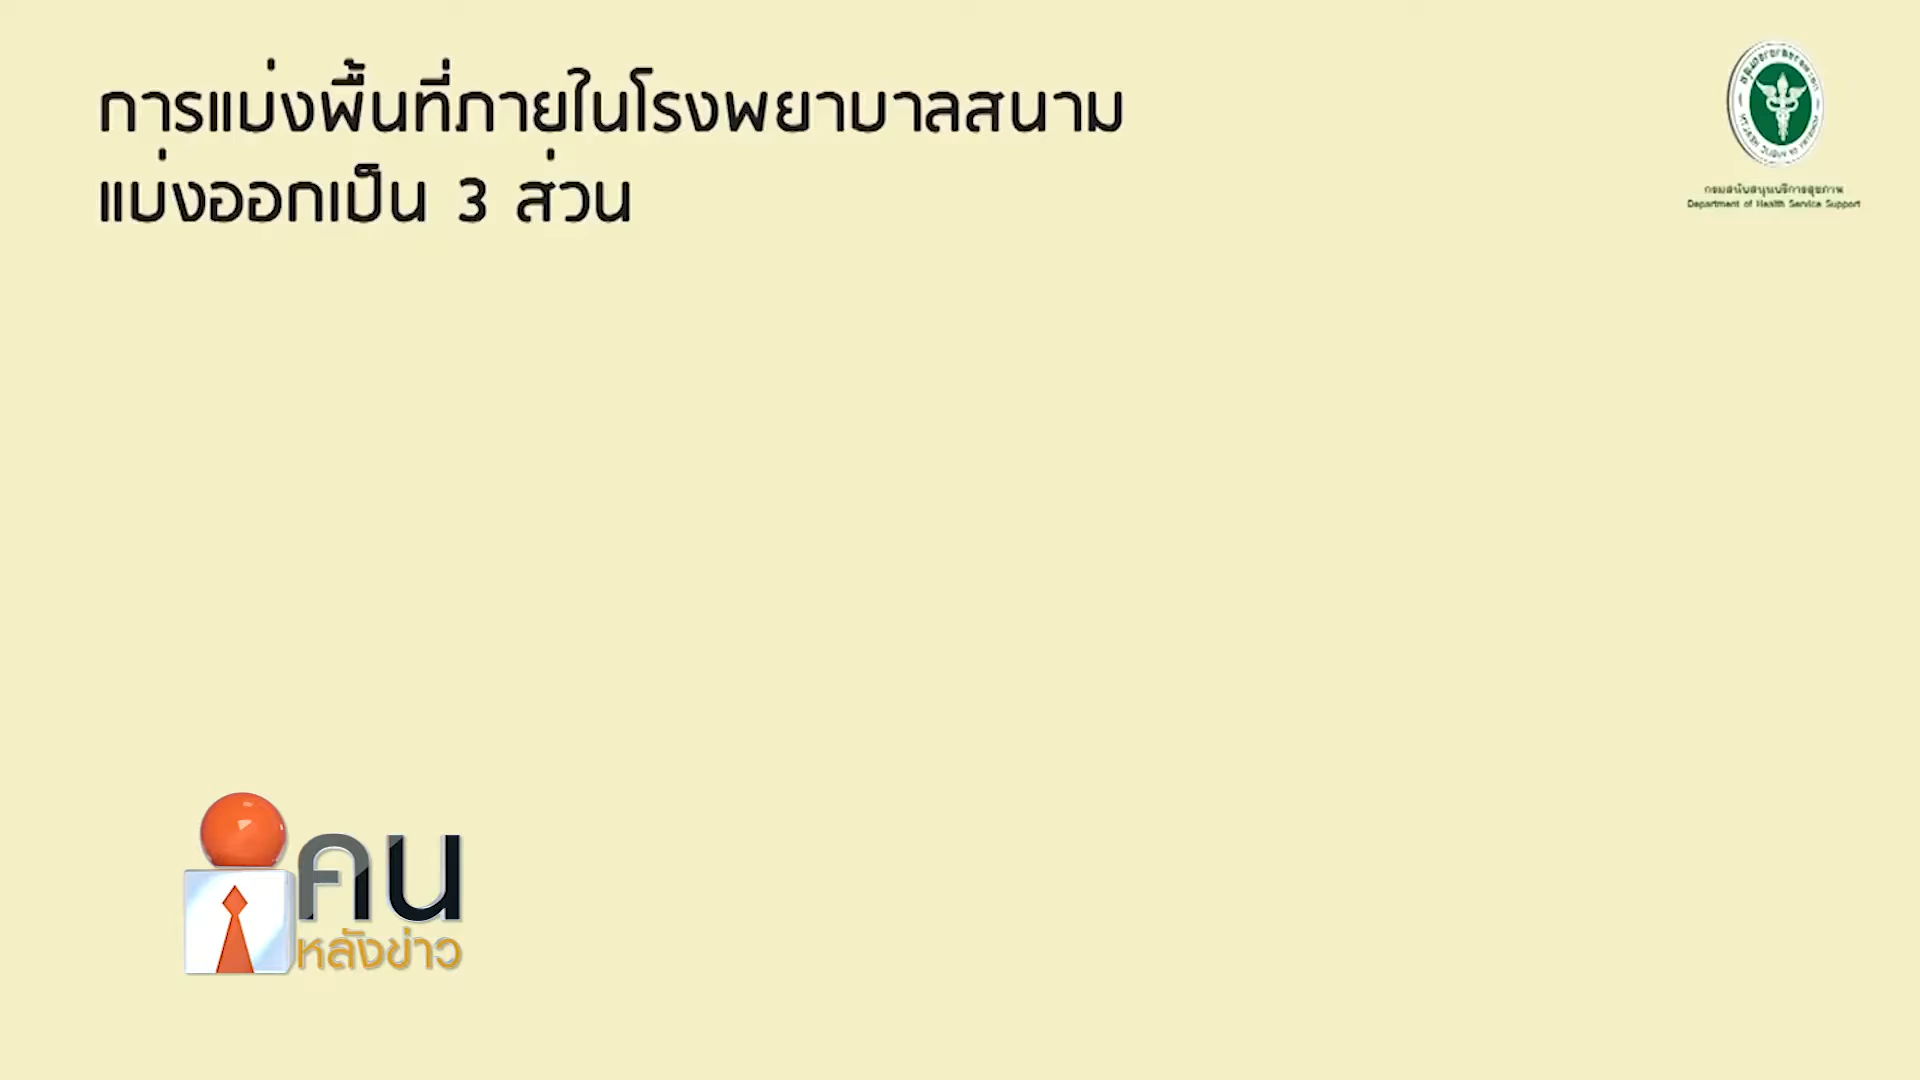 การแบ่งพื้นที่ภายในโรงพยาบาลสนาม
แบ่งออกเป็น 3 ส่วน
กรมสนับสนุนบริการสุขภาพ
Department of Health Service Support
คน
หลังข่าว